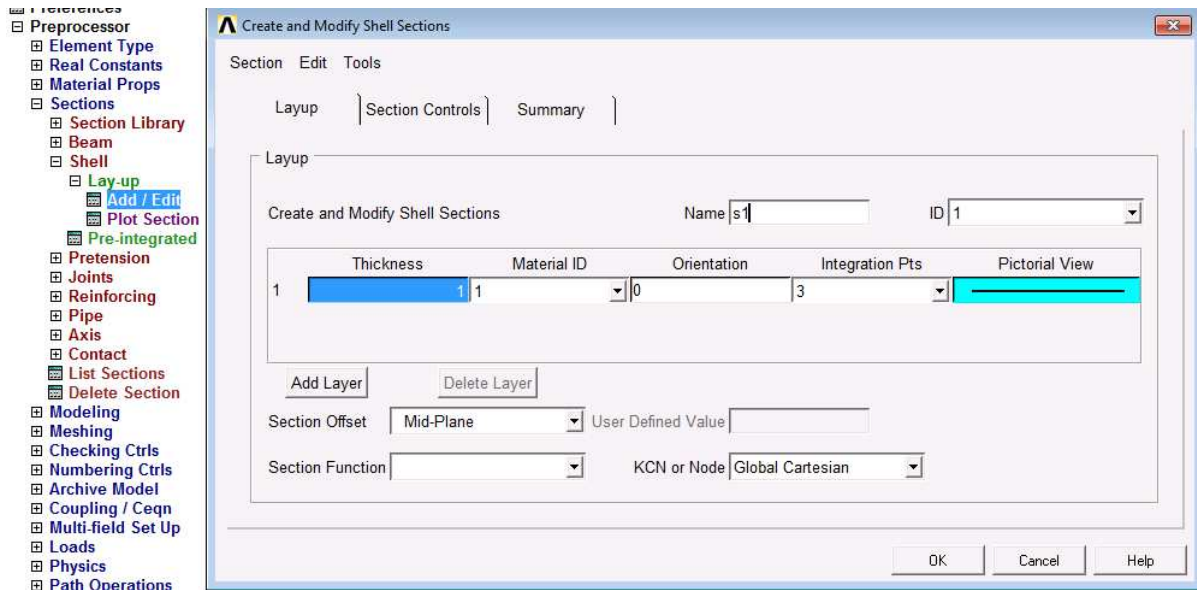 Preferences
Preprocessor
Element Type
Real Constants
Material Props
Sections
Section Library
Beam
Shell
Lay-up
Add / Edit
Plot Section
Pre-integrated
Pretension
Joints
Reinforcing
Pipe
Axis
Contact
List Sections
Delete Section
Modeling
Meshing
Checking Ctrls
Numbering Ctrls
Archive Model
Coupling / Ceqn
Multi-field Set Up
Loads
Physics
Path Operations
Create and Modify Shell Sections
Section Edit Tools
Layup Section Controls Summary
Layup
Create and Modify Shell Sections Name s1 ID 1
Thickness Material ID Orientation Integration Pts Pictorial View
1 1 1 0 3
Add Layer Delete Layer
Section Offset Mid-Plane User Defined Value
Section Function KCN or Node Global Cartesian
OK Cancel Help